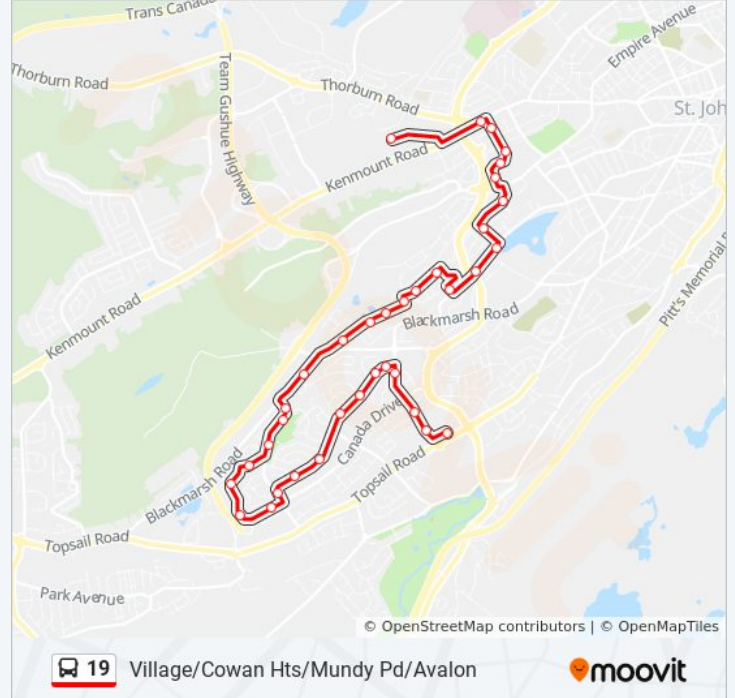 Trans Canada
Empire Avenue
Thorburn Road
Thorburn Road
Team Gushue Highway
St. Joh
Kenmount Road
Pitt's Memorial
Kenmount Road
Blackmarsh Road
Canada Drive
Blackmarsh Road
Topsail Road
Topsail Road
Park Avenue
© OpenStreetMap contributors | © OpenMapTiles
19 Village/Cowan Hts/Mundy Pd/Avalon
moovit